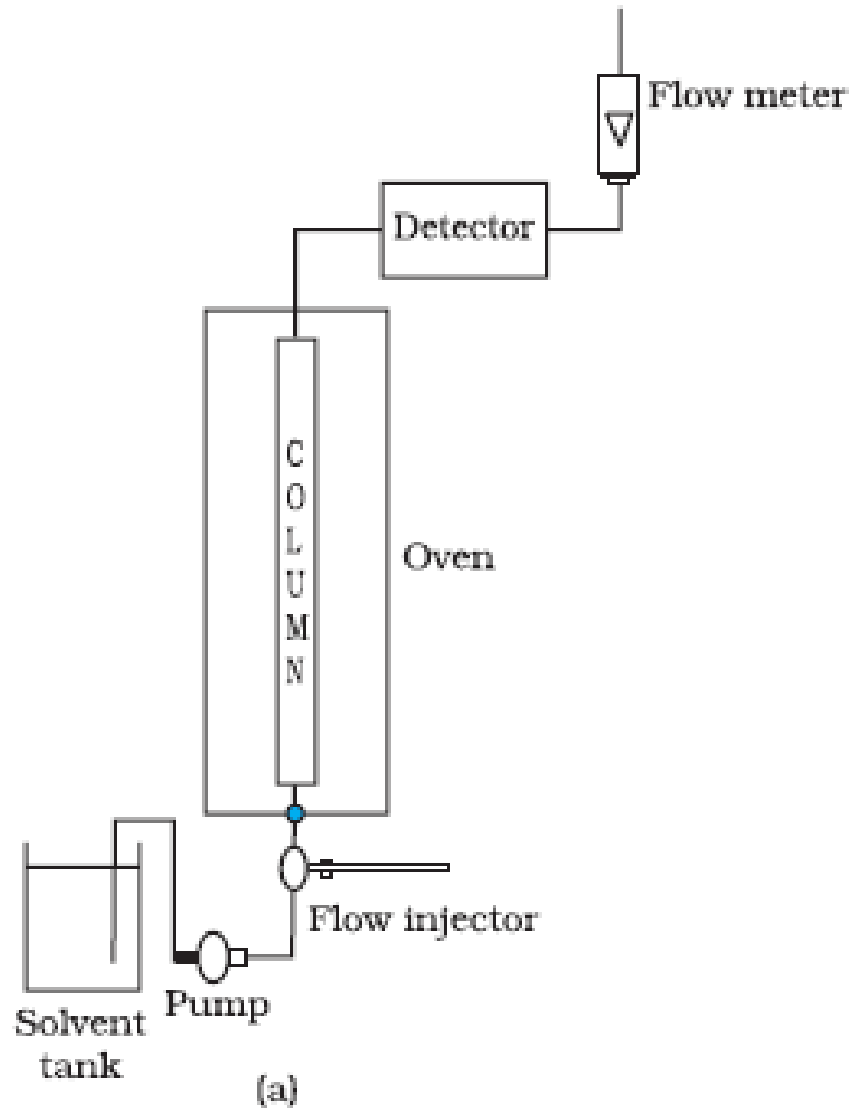 Flow meter
Detector
C
O
L
U
M
N
Oven
Flow injector
Pump
Solvent
tank
(a)